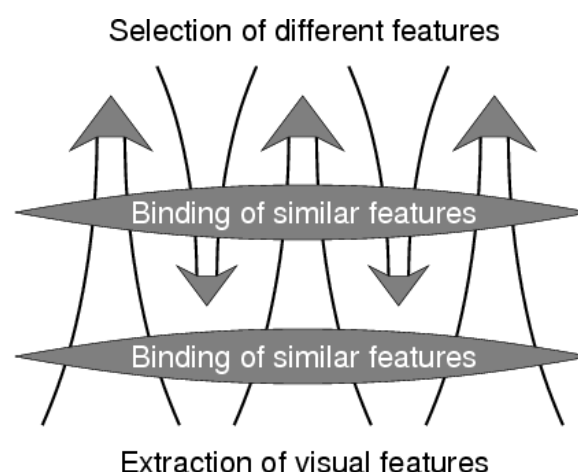 Selection of different features
Binding of similar features
Binding of similar features
Extraction of visual features